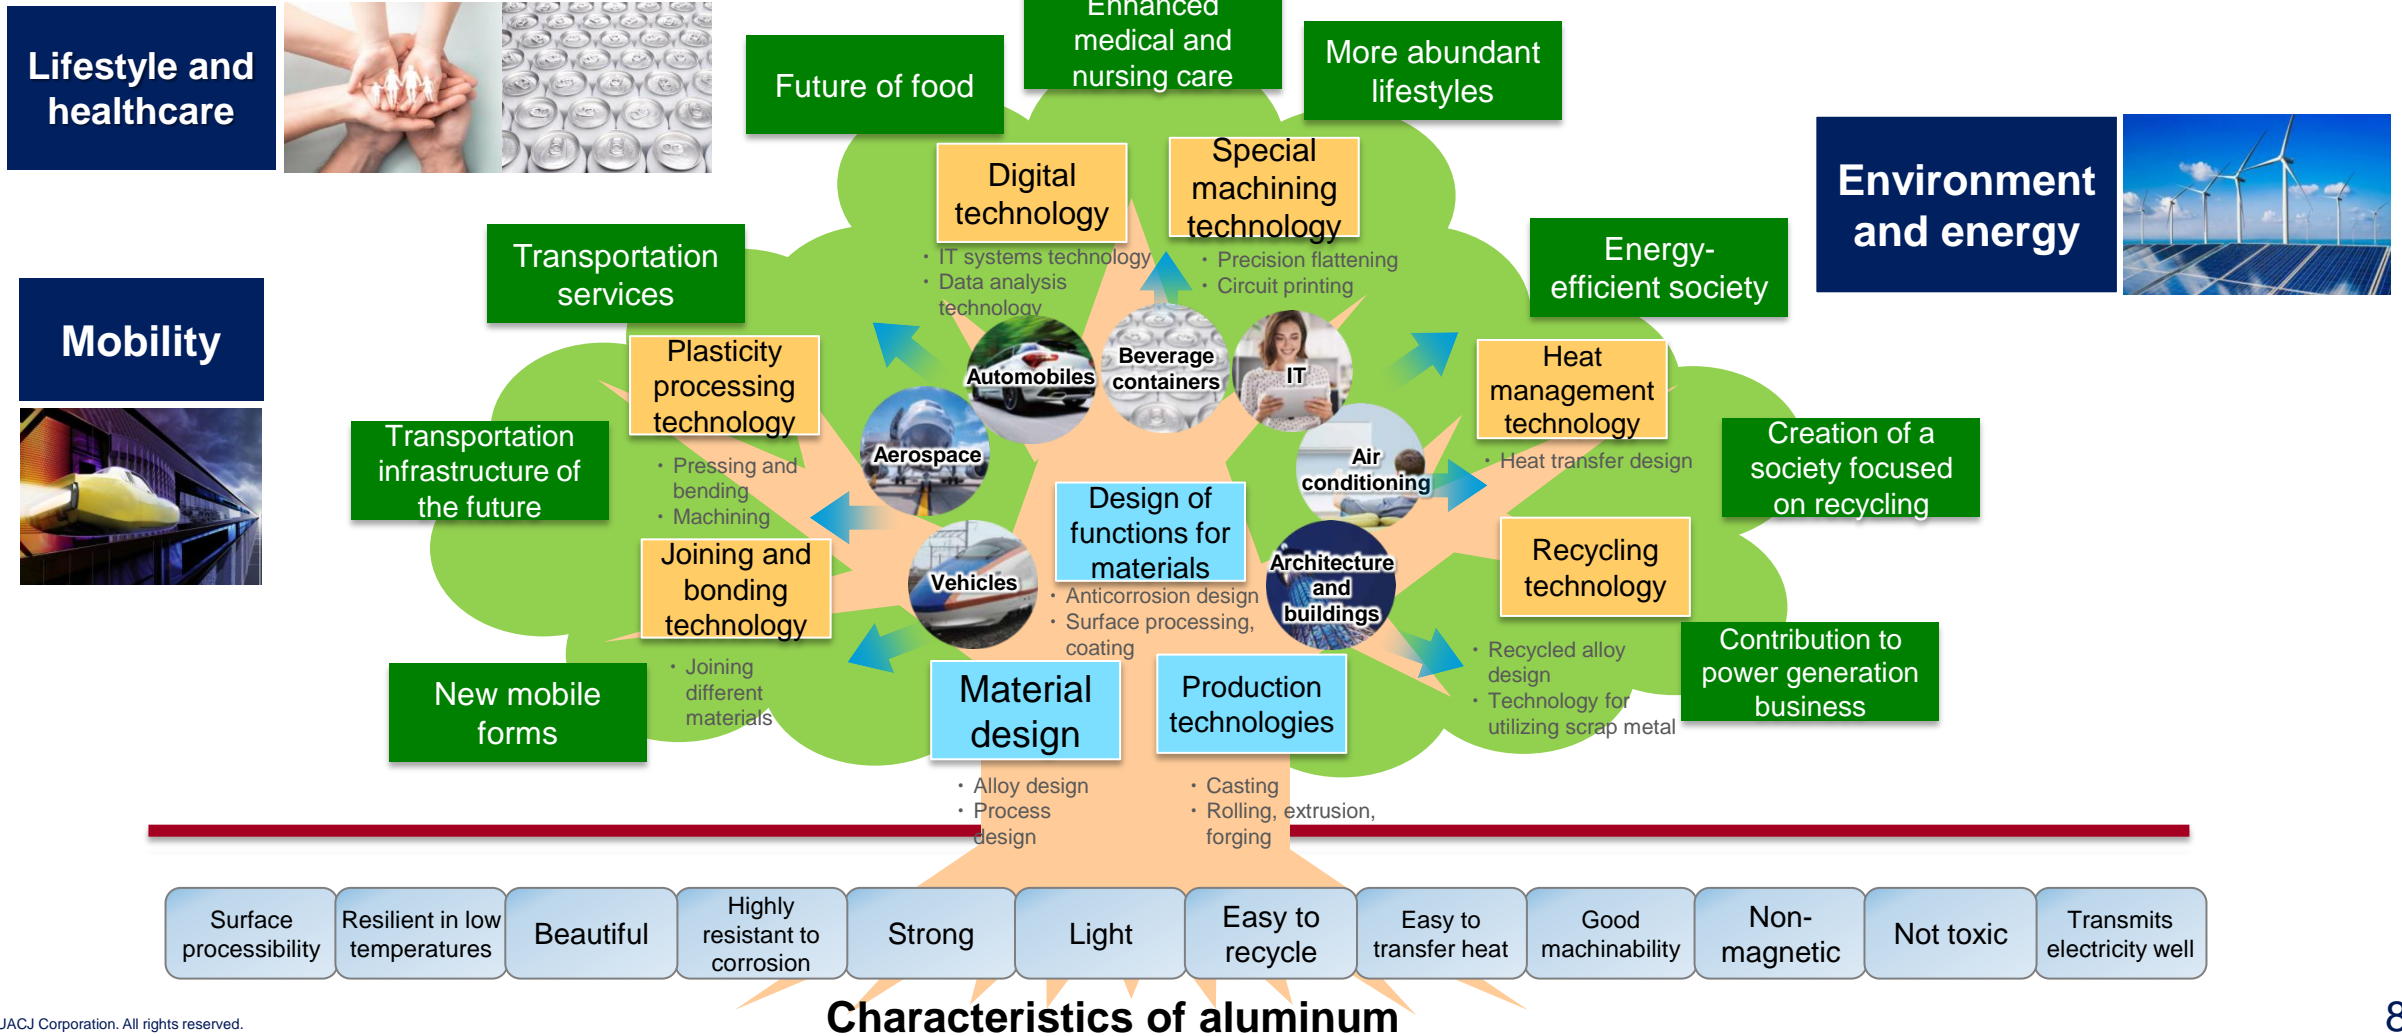 Lifestyle and
healthcare
Future of food
Enhanced
medical and
nursing care
More abundant
lifestyles
Environment
and energy
Mobility
Transportation
services
Energy-
efficient society
Transportation
infrastructure of
the future
Creation of a
society focused
on recycling
New mobile
forms
Contribution to
power generation
business
Digital
technology
・IT systems technology
・Data analysis
technology
Special
machining
technology
・Precision flattening
・Circuit printing
Plasticity
processing
technology
・Pressing and
bending
・Machining
Heat
management
technology
・Heat transfer design
Joining and
bonding
technology
・Joining
different
materials
Recycling
technology
・Recycled alloy
design
・Technology for
utilizing scrap metal
Automobiles
Beverage
containers
IT
Aerospace
Air
conditioning
Vehicles
Architecture
and
buildings
Design of
functions for
materials
・Anticorrosion design
・Surface processing,
coating
Material
design
・Alloy design
・Process
design
Production
technologies
・Casting
・Rolling, extrusion,
forging
Surface
processibility
Resilient in low
temperatures
Beautiful
Highly
resistant to
corrosion
Strong
Light
Easy to
recycle
Easy to
transfer heat
Good
machinability
Non-
magnetic
Not toxic
Transmits
electricity well
Characteristics of aluminum
UACJ Corporation. All rights reserved.
8